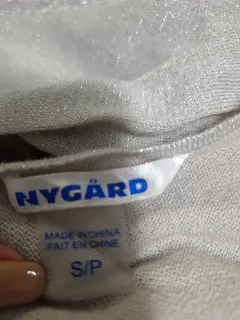 NYGÅRD
MADE IN CHINA
FAIT EN CHINE
S/P